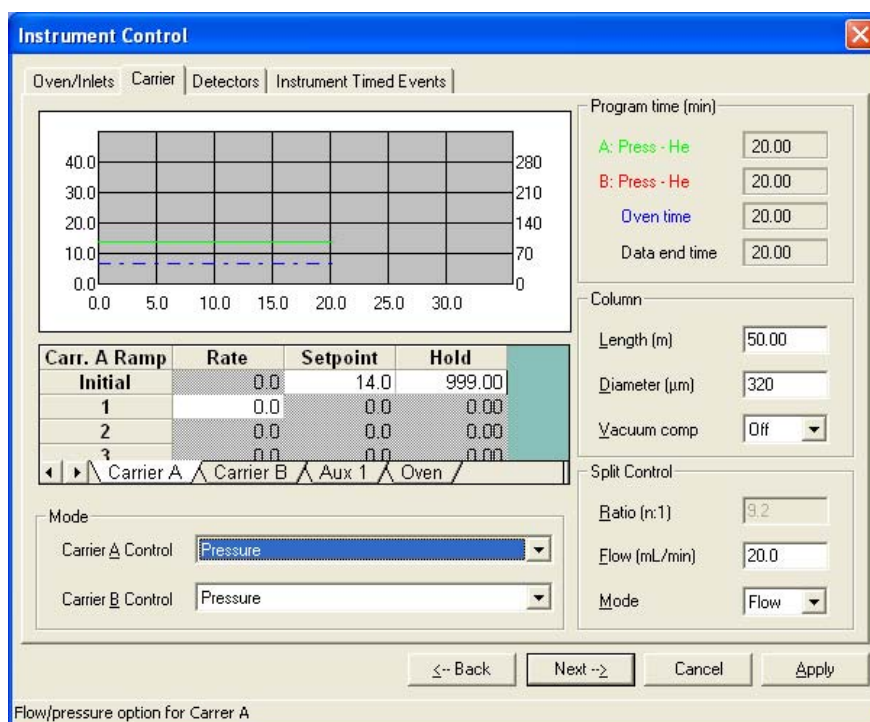 Instrument Control
Oven/Inlets Carrier Detectors Instrument Timed Events
40.0
30.0
20.0
10.0
0.0
280
210
140
70
0
0.0 5.0 10.0 15.0 20.0 25.0 30.0
Carr. A Ramp Rate Setpoint Hold
Initial 0.0 14.0 999.00
1 0.0 0.0 0.00
2 0.0 0.0 0.00
3 0.0 0.0 0.00
Carrier A Carrier B Aux 1 Oven
Mode
Carrier A Control Pressure
Carrier B Control Pressure
Program time (min)
A: Press - He 20.00
B: Press - He 20.00
Oven time 20.00
Data end time 20.00
Column
Length (m) 50.00
Diameter (µm) 320
Vacuum comp Off
Split Control
Ratio (n:1) 9.2
Flow (mL/min) 20.0
Mode Flow
<-- Back Next --> Cancel Apply
Flow/pressure option for Carrer A